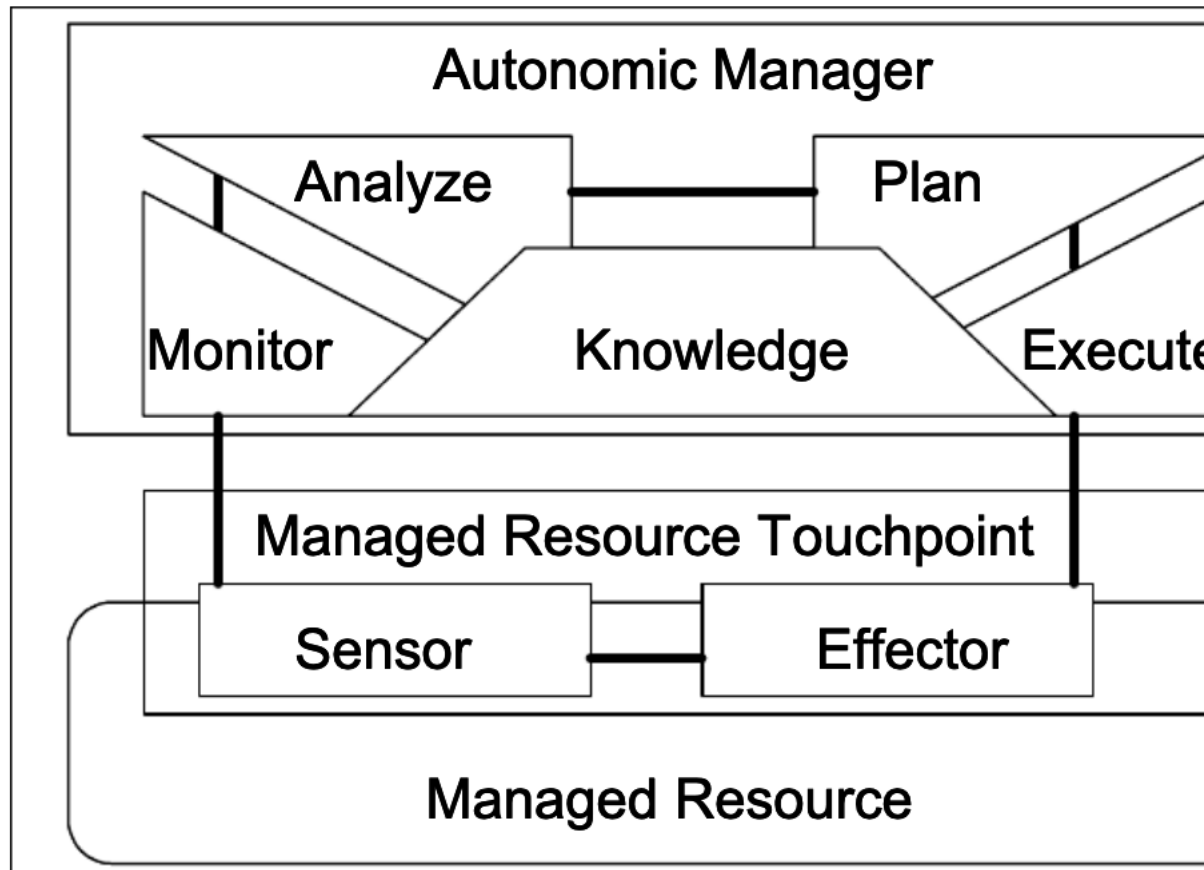 Autonomic Manager
Analyze
Plan
Monitor
Knowledge
Execute
Managed Resource Touchpoint
Sensor
Effector
Managed Resource